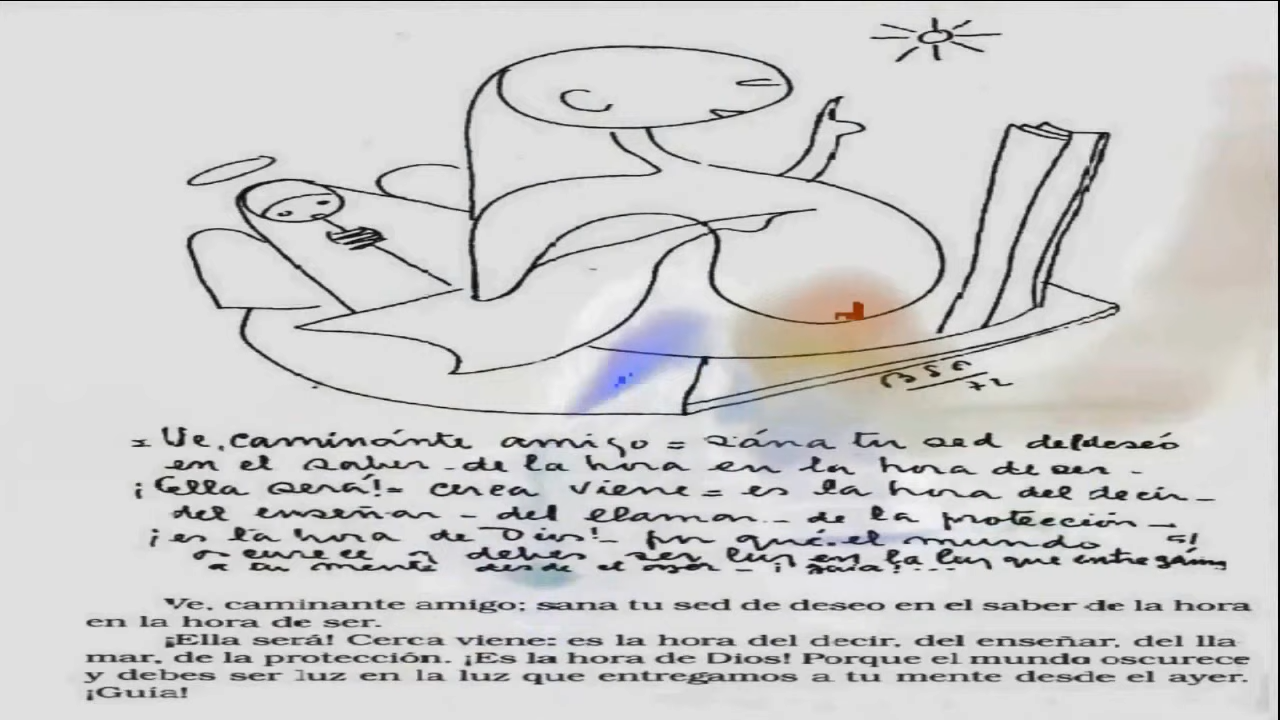 BSP
72
= Ve, caminánte amigo = sána tu sed deldeseó
en el saber - de la hora en la hora de ser -
¡Ella será! = cerca viene = es la hora del decir -
del enseñar - del llamar - de la protección -
¡es la hora de Dios! - por qué el mundo
oscurece y debes ser luz en la luz que entregámos
a tu mente desde el ayer - ¡
Ve, caminante amigo; sana tu sed de deseo en el saber de la hora
en la hora de ser.
¡Ella será! Cerca viene: es la hora del decir, del enseñar, del lla-
mar, de la protección. ¡Es la hora de Dios! Porque el mundo oscurece
y debes ser luz en la luz que entregamos a tu mente desde el ayer.
¡Guía!